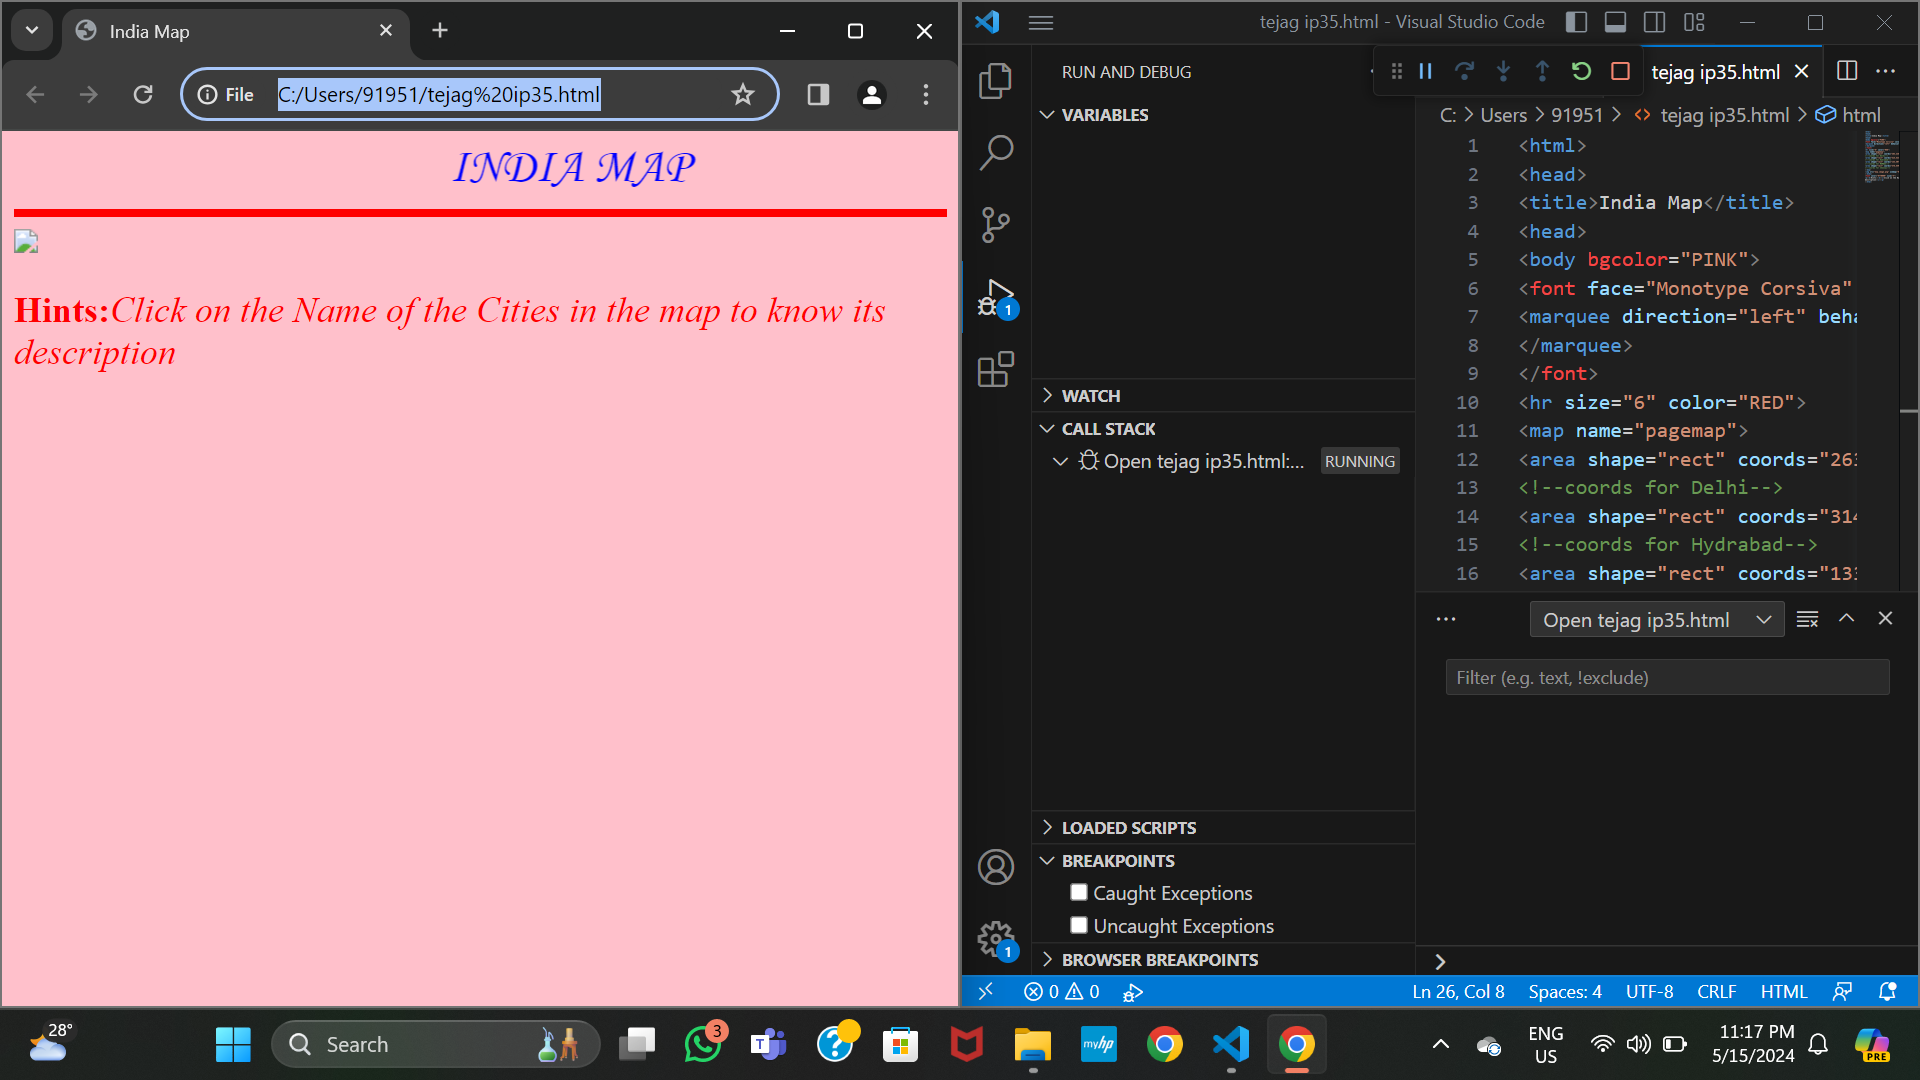 India Map
File
C:/Users/91951/tejag%20ip35.html
INDIA MAP
Hints:Click on the Name of the Cities in the map to know its
description
tejag ip35.html - Visual Studio Code
RUN AND DEBUG
tejag ip35.html
VARIABLES
C: > Users > 91951 > <> tejag ip35.html > html
1 <html>
2 <head>
3 <title>India Map</title>
4 <head>
5 <body bgcolor="PINK">
6 <font face="Monotype Corsiva"
7 <marquee direction="left" beha
8 </marquee>
9 </font>
10 <hr size="6" color="RED">
11 <map name="pagemap">
12 <area shape="rect" coords="263
13 <!--coords for Delhi-->
14 <area shape="rect" coords="314
15 <!--coords for Hydrabad-->
16 <area shape="rect" coords="133
1
WATCH
CALL STACK
Open tejag ip35.html:... RUNNING
Open tejag ip35.html
Filter (e.g. text, !exclude)
LOADED SCRIPTS
BREAKPOINTS
Caught Exceptions
Uncaught Exceptions
1
BROWSER BREAKPOINTS
0 0
Ln 26, Col 8 Spaces: 4 UTF-8 CRLF HTML
28°
Search
3
T
?
myhp
ENG
US
11:17 PM
5/15/2024
PRE